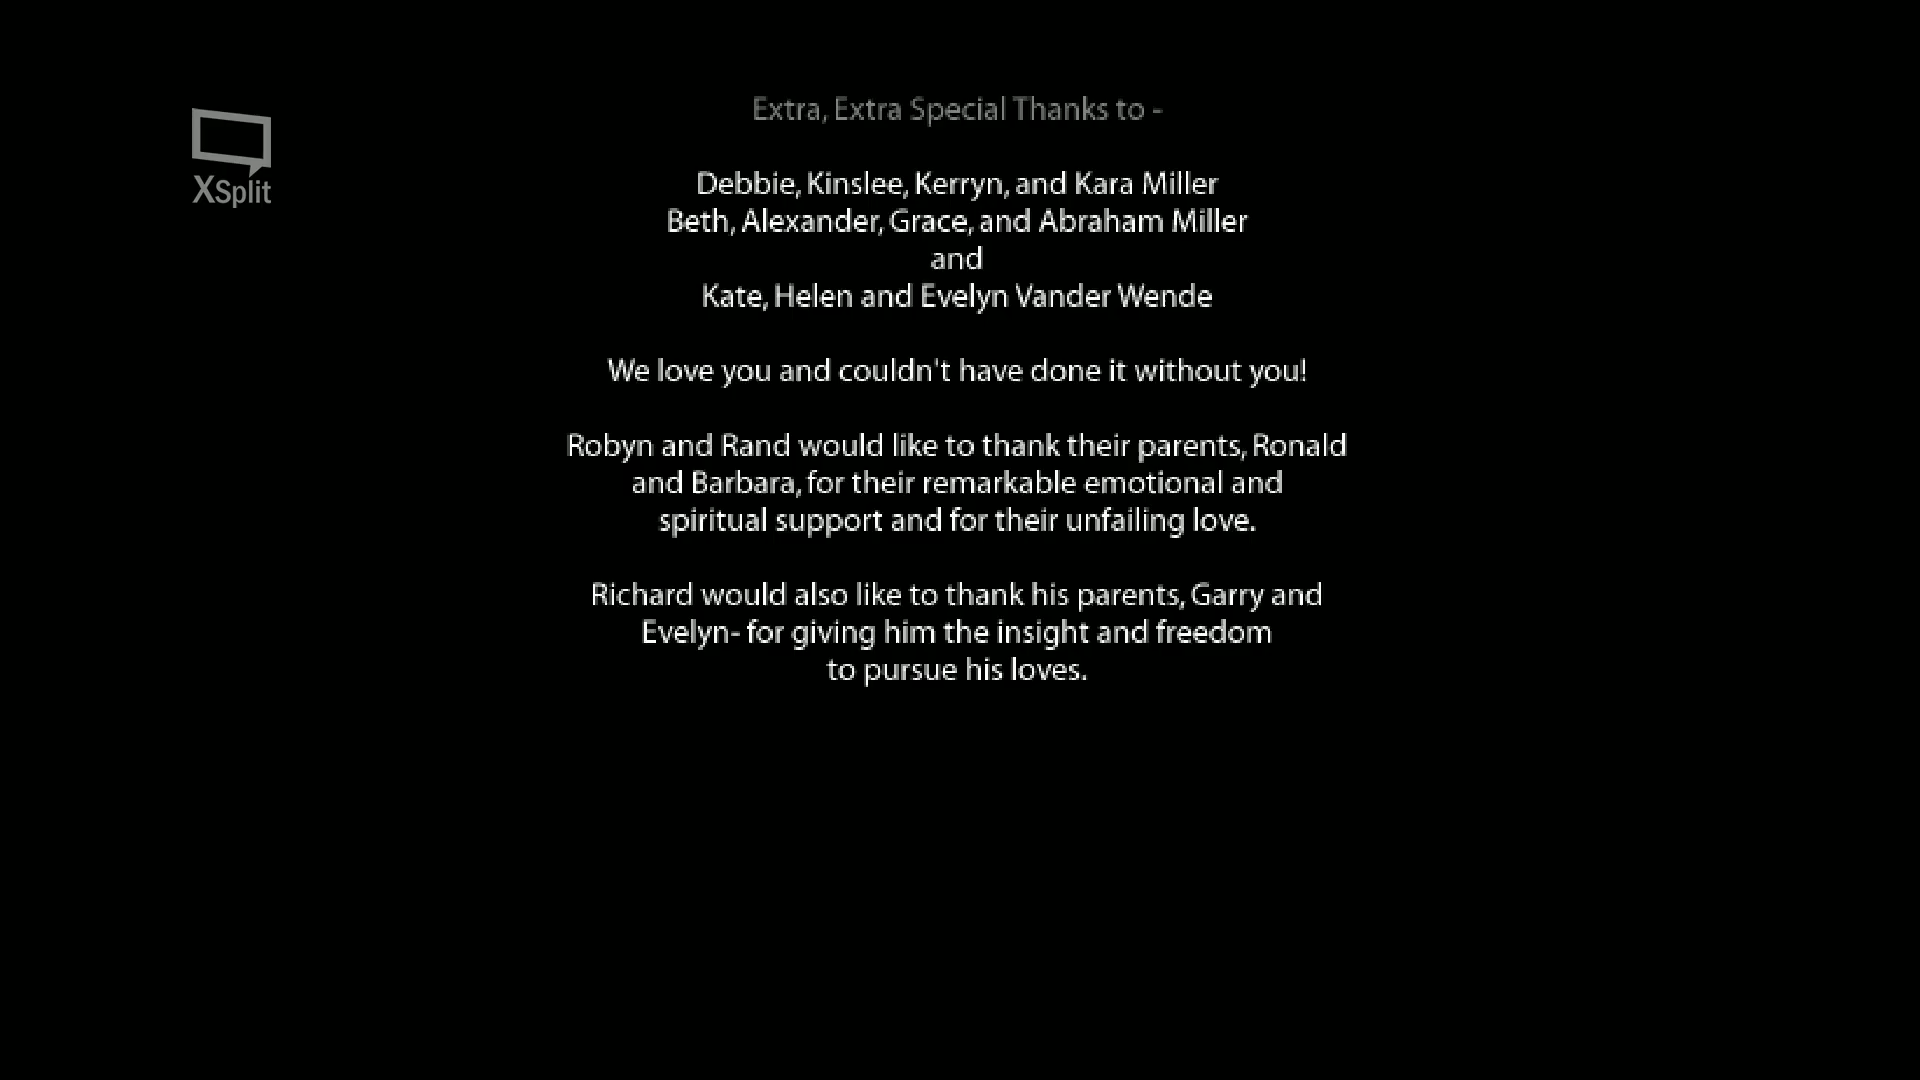 Extra, Extra Special Thanks to -
XSplit
Debbie, Kinslee, Kerryn, and Kara Miller
Beth, Alexander, Grace, and Abraham Miller
and
Kate, Helen and Evelyn Vander Wende
We love you and couldn't have done it without you!
Robyn and Rand would like to thank their parents, Ronald
and Barbara, for their remarkable emotional and
spiritual support and for their unfailing love.
Richard would also like to thank his parents, Garry and
Evelyn- for giving him the insight and freedom
to pursue his loves.